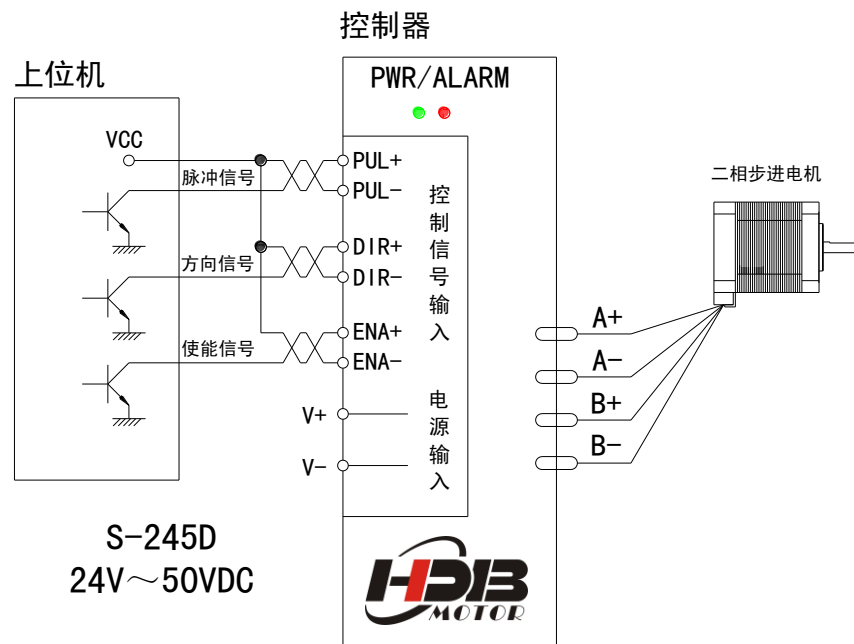 控制器
上位机
PWR/ALARM
VCC
脉冲信号
PUL+
PUL-
方向信号
DIR+
DIR-
使能信号
ENA+
ENA-
控制信号输入
V+
V-
电源输入
二相步进电机
A+
A-
B+
B-
S-245D
24V～50VDC
HDB
MOTOR